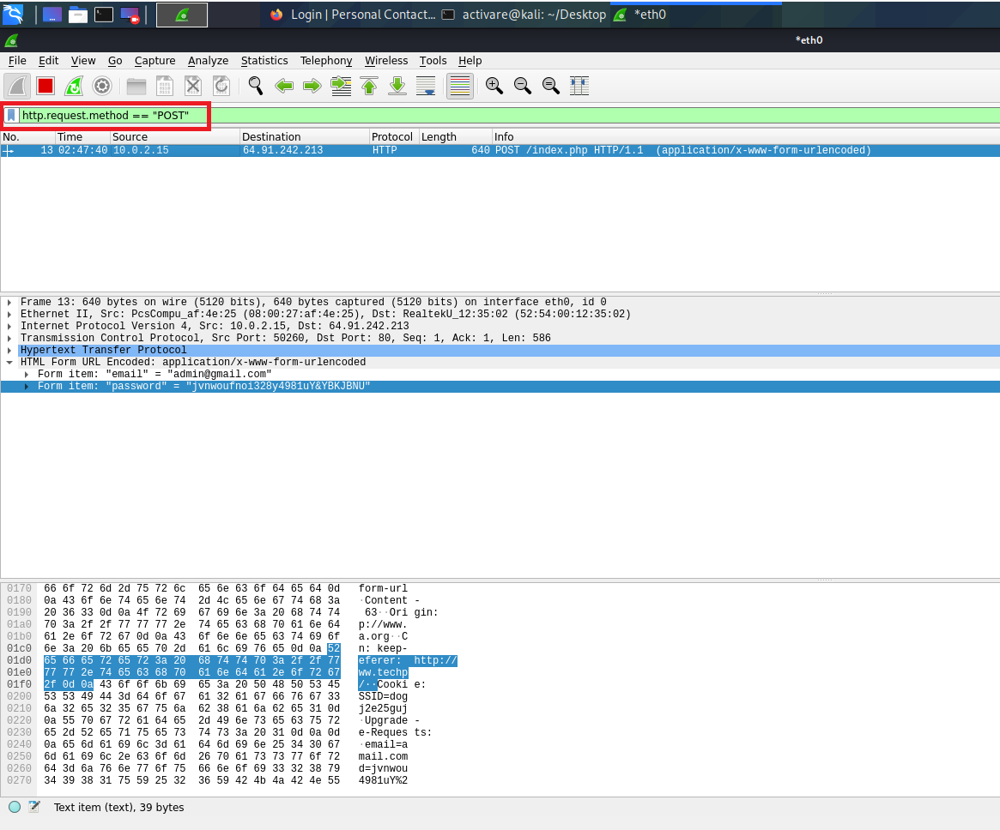 Login | Personal Contact... activare@kali: ~/Desktop *eth0
*eth0
File Edit View Go Capture Analyze Statistics Telephony Wireless Tools Help
http.request.method == "POST"
No. Time Source Destination Protocol Length Info
13 02:47:40 10.0.2.15 64.91.242.213 HTTP 640 POST /index.php HTTP/1.1 (application/x-www-form-urlencoded)
Frame 13: 640 bytes on wire (5120 bits), 640 bytes captured (5120 bits) on interface eth0, id 0
Ethernet II, Src: PcsCompu_af:4e:25 (08:00:27:af:4e:25), Dst: RealtekU_12:35:02 (52:54:00:12:35:02)
Internet Protocol Version 4, Src: 10.0.2.15, Dst: 64.91.242.213
Transmission Control Protocol, Src Port: 50260, Dst Port: 80, Seq: 1, Ack: 1, Len: 586
Hypertext Transfer Protocol
HTML Form URL Encoded: application/x-www-form-urlencoded
Form item: "email" = "admin@gmail.com"
Form item: "password" = "jvnwoufnoi328y4981uY&YBKJBNU"
0170 66 6f 72 6d 2d 75 72 6c 65 6e 63 6f 64 65 64 0d form-url
0180 0a 43 6f 6e 74 65 6e 74 2d 4c 65 6e 67 74 68 3a ·Content -
0190 20 36 33 0d 0a 4f 72 69 67 69 6e 3a 20 68 74 74 63··Ori gin:
01a0 70 3a 2f 2f 77 77 77 2e 74 65 63 68 70 61 6e 64 p://www.
01b0 61 2e 6f 72 67 0d 0a 43 6f 6e 6e 65 63 74 69 6f a.org··C
01c0 6e 3a 20 6b 65 65 70 2d 61 6c 69 76 65 0d 0a 52 n: keep-
01d0 65 66 65 72 65 72 3a 20 68 74 74 70 3a 2f 2f 77 eferer: http://
01e0 77 77 2e 74 65 63 68 70 61 6e 64 61 2e 6f 72 67 ww.techp
01f0 2f 0d 0a 43 6f 6f 6b 69 65 3a 20 50 48 50 53 45 /··Cooki e:
0200 53 53 49 44 3d 64 6f 67 61 32 61 67 66 76 67 33 SSID=dog
0210 6a 32 65 32 35 67 75 6a 62 38 61 6a 62 65 31 0d j2e25guj
0220 0a 55 70 67 72 61 64 65 2d 49 6e 73 65 63 75 72 ·Upgrade -
0230 65 2d 52 65 71 75 65 73 74 73 3a 20 31 0d 0a 0d e-Reques ts:
0240 0a 65 6d 61 69 6c 3d 61 64 6d 69 6e 25 34 30 67 ·email=a
0250 6d 61 69 6c 2e 63 6f 6d 26 70 61 73 73 77 6f 72 mail.com
0260 64 3d 6a 76 6e 77 6f 75 66 6e 6f 69 33 32 38 79 d=jvnwou
0270 34 39 38 31 75 59 25 32 36 59 42 4b 4a 42 4e 55 4981uY%2
Text item (text), 39 bytes